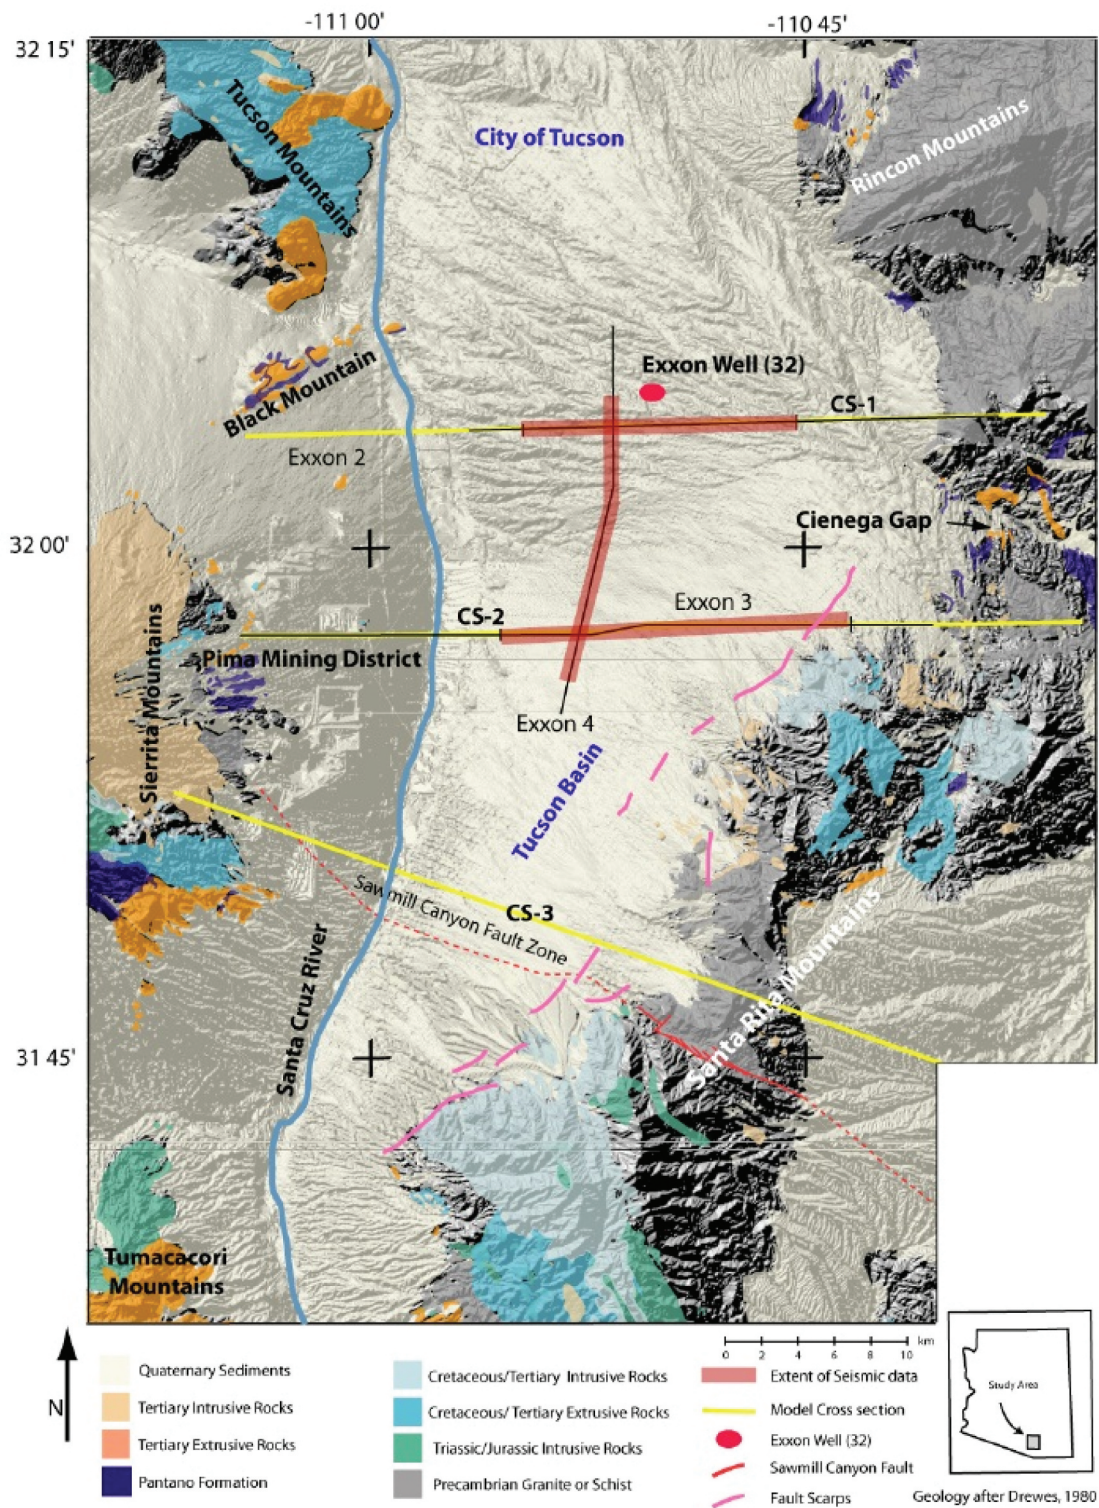 -111 00'
-110 45'
32 15'
Tucson Mountains
City of Tucson
Rincon Mountains
Black Mountain
Exxon Well (32)
CS-1
Exxon 2
Cienega Gap
32 00'
Exxon 3
CS-2
Pima Mining District
Sierrita Mountains
Exxon 4
Tucson Basin
Sawmill Canyon Fault Zone
CS-3
Santa Cruz River
Santa Rita Mountains
31 45'
Tumacacori
Mountains
N
Quaternary Sediments
Tertiary Intrusive Rocks
Tertiary Extrusive Rocks
Pantano Formation
Cretaceous/Tertiary Intrusive Rocks
Cretaceous/ Tertiary Extrusive Rocks
Triassic/Jurassic Intrusive Rocks
Precambrian Granite or Schist
km
0 2 4 6 8 10
Extent of Seismic data
Model Cross section
Exxon Well (32)
Sawmill Canyon Fault
Fault Scarps
Study Area
Geology after Drewes, 1980